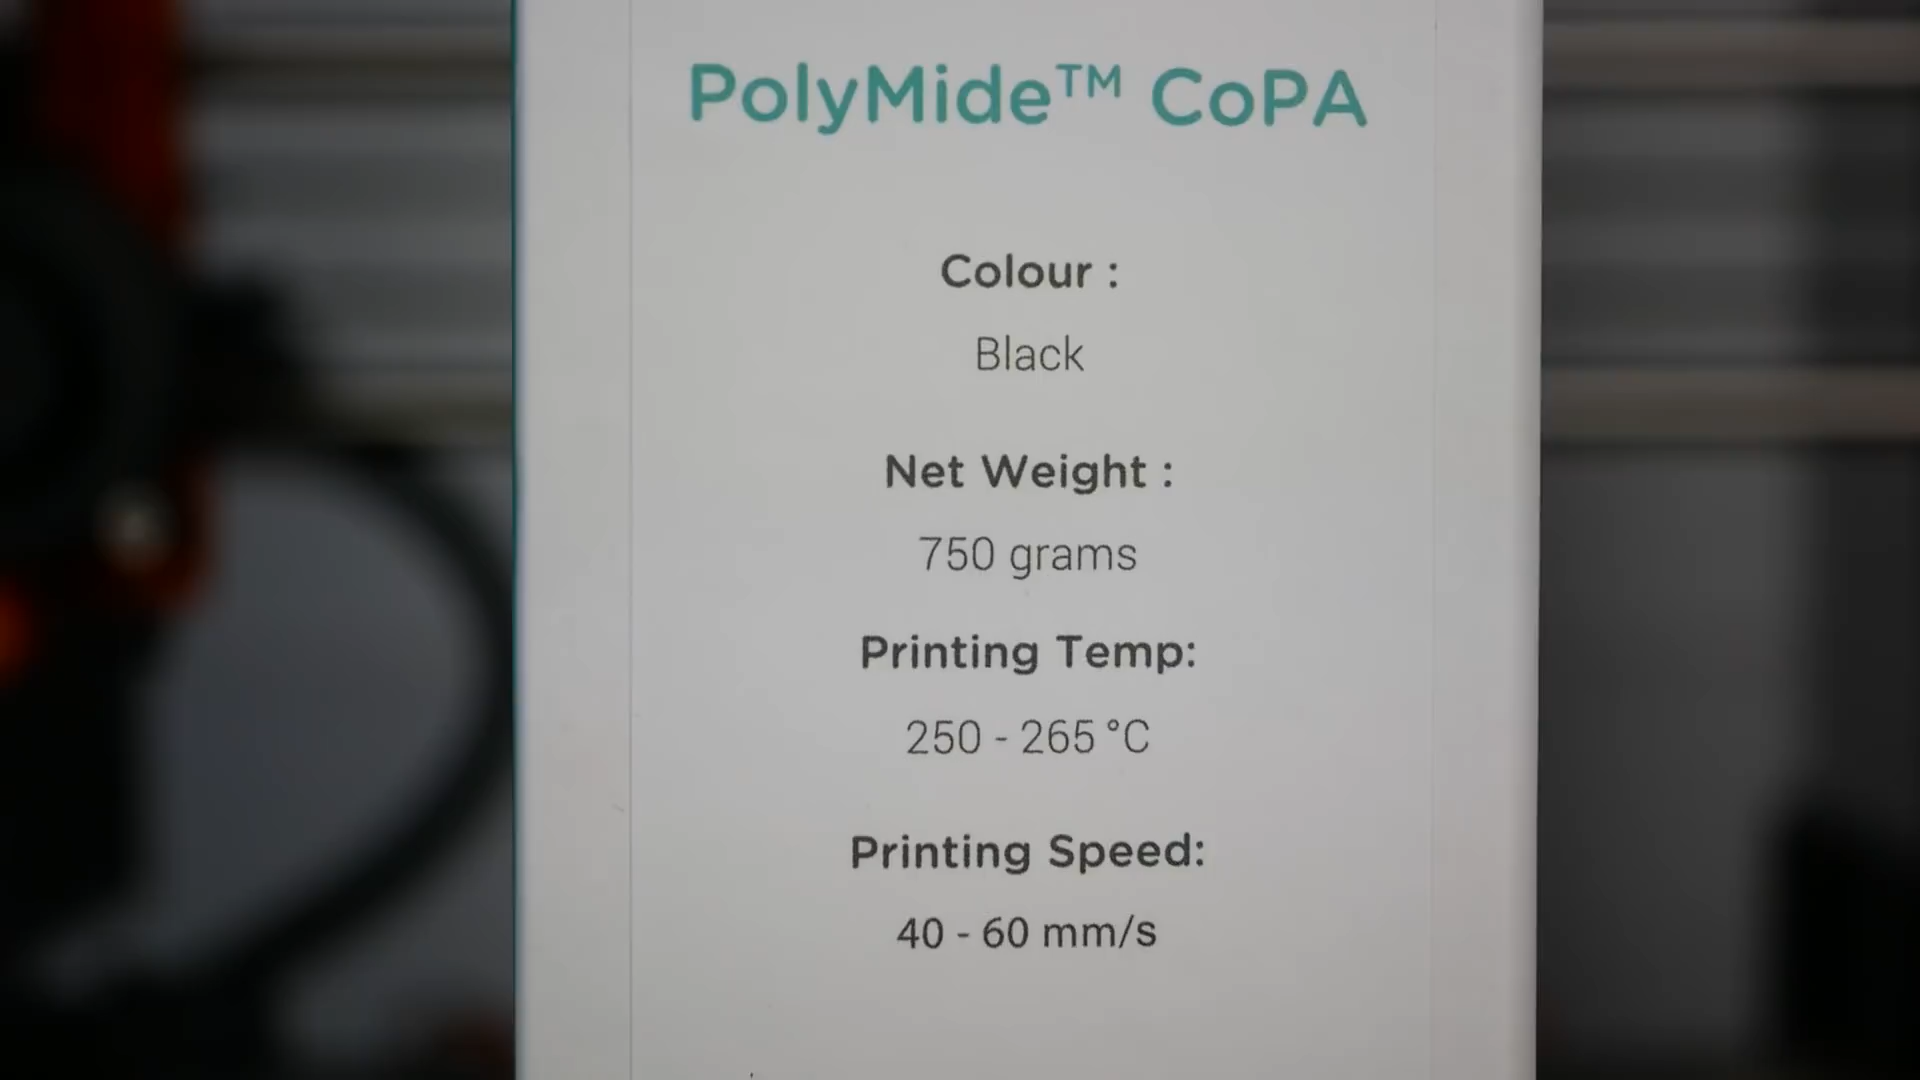 PolyMide™ CoPA
Colour :
Black
Net Weight :
750 grams
Printing Temp:
250 - 265 °C
Printing Speed:
40 - 60 mm/s